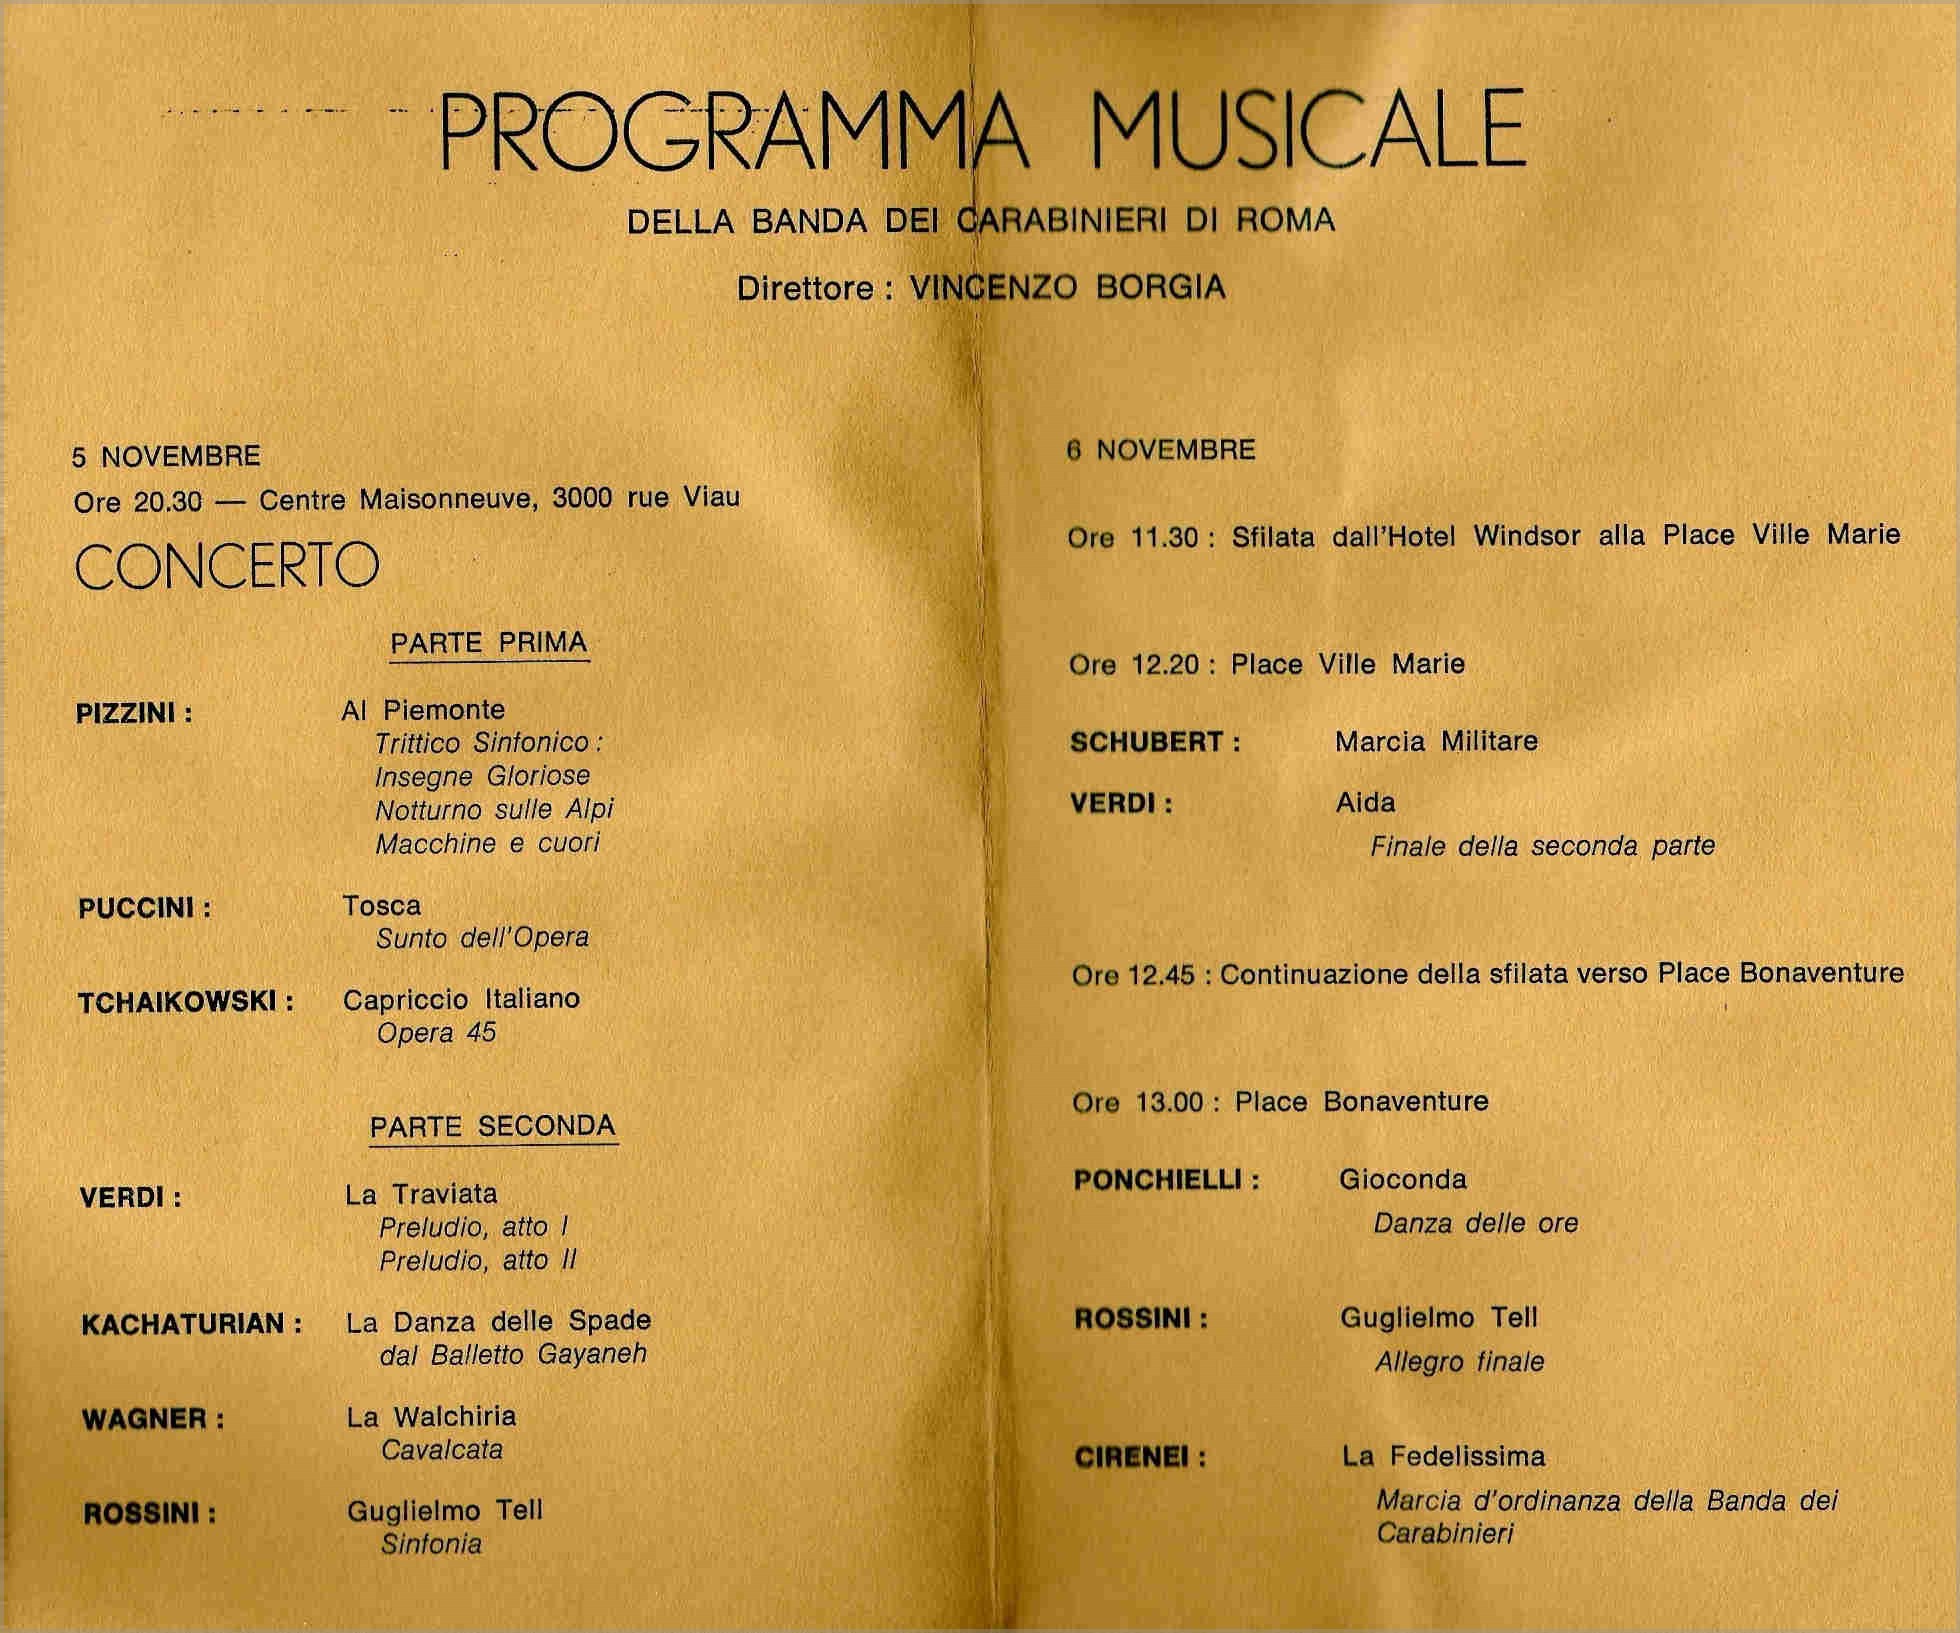 PROGRAMMA MUSICALE
DELLA BANDA DEI CARABINIERI DI ROMA
Direttore : VINCENZO BORGIA
5 NOVEMBRE
Ore 20.30 — Centre Maisonneuve, 3000 rue Viau
CONCERTO
PARTE PRIMA
PIZZINI : Al Piemonte
Trittico Sinfonico :
Insegne Gloriose
Notturno sulle Alpi
Macchine e cuori
PUCCINI : Tosca
Sunto dell'Opera
TCHAIKOWSKI : Capriccio Italiano
Opera 45
PARTE SECONDA
VERDI : La Traviata
Preludio, atto I
Preludio, atto II
KACHATURIAN : La Danza delle Spade
dal Balletto Gayaneh
WAGNER : La Walchiria
Cavalcata
ROSSINI : Guglielmo Tell
Sinfonia
6 NOVEMBRE
Ore 11.30 : Sfilata dall'Hotel Windsor alla Place Ville Marie
Ore 12.20 : Place Ville Marie
SCHUBERT : Marcia Militare
VERDI : Aida
Finale della seconda parte
Ore 12.45 : Continuazione della sfilata verso Place Bonaventure
Ore 13.00 : Place Bonaventure
PONCHIELLI : Gioconda
Danza delle ore
ROSSINI : Guglielmo Tell
Allegro finale
CIRENEI : La Fedelissima
Marcia d'ordinanza della Banda dei
Carabinieri